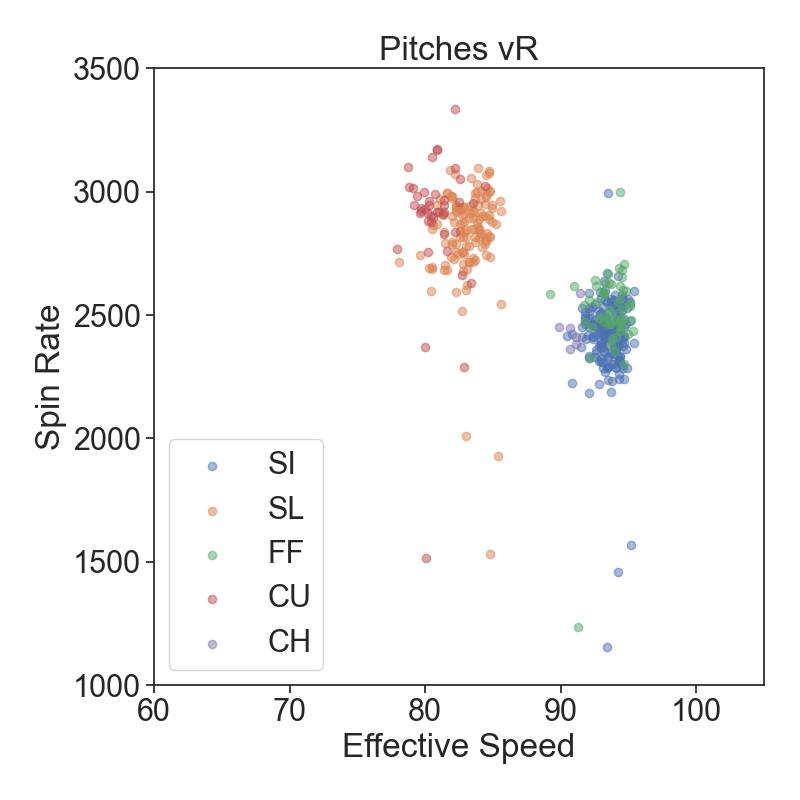 Pitches vR
3500
3000
2500
2000
1500
1000
Spin Rate
SI
SL
FF
CU
CH
60 70 80 90 100
Effective Speed